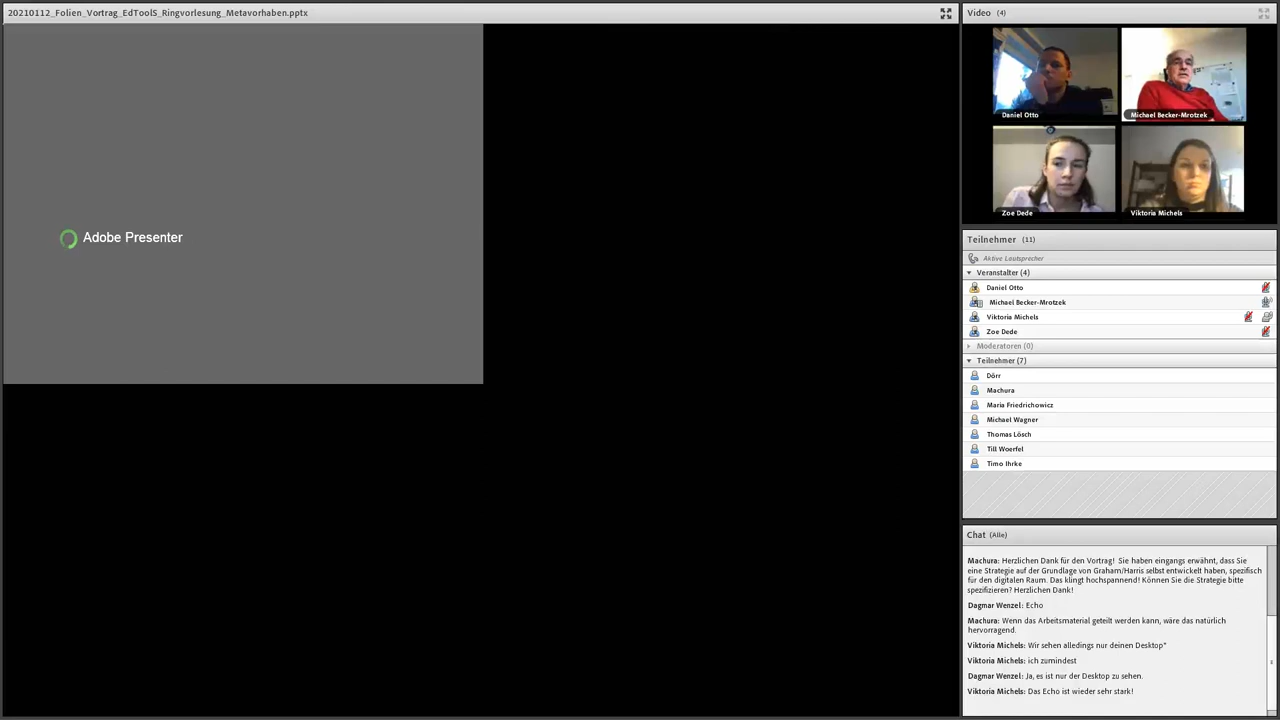 20210112_Folien_Vortrag_EdToolS_Ringvorlesung_Metavorhaben.pptx
Adobe Presenter
Video (4)
Daniel Otto
Michael Becker-Mrotzek
Zoe Dede
Viktoria Michels
Teilnehmer (11)
Aktive Lautsprecher
Veranstalter (4)
Daniel Otto
Michael Becker-Mrotzek
Viktoria Michels
Zoe Dede
Moderatoren (0)
Teilnehmer (7)
Dörr
Machura
Maria Friedrichowicz
Michael Wagner
Thomas Lösch
Till Woerfel
Timo Ihrke
Chat (Alle)
Machura: Herzlichen Dank für den Vortrag! Sie haben eingangs erwähnt, dass Sie
eine Strategie auf der Grundlage von Graham/Harris selbst entwickelt haben, spezifisch
für den digitalen Raum. Das klingt hochspannend! Können Sie die Strategie bitte
spezifizieren? Herzlichen Dank!
Dagmar Wenzel: Echo
Machura: Wenn das Arbeitsmaterial geteilt werden kann, wäre das natürlich
hervorragend.
Viktoria Michels: Wir sehen alledings nur deinen Desktop*
Viktoria Michels: ich zumindest
Dagmar Wenzel: Ja, es ist nur der Desktop zu sehen.
Viktoria Michels: Das Echo ist wieder sehr stark!